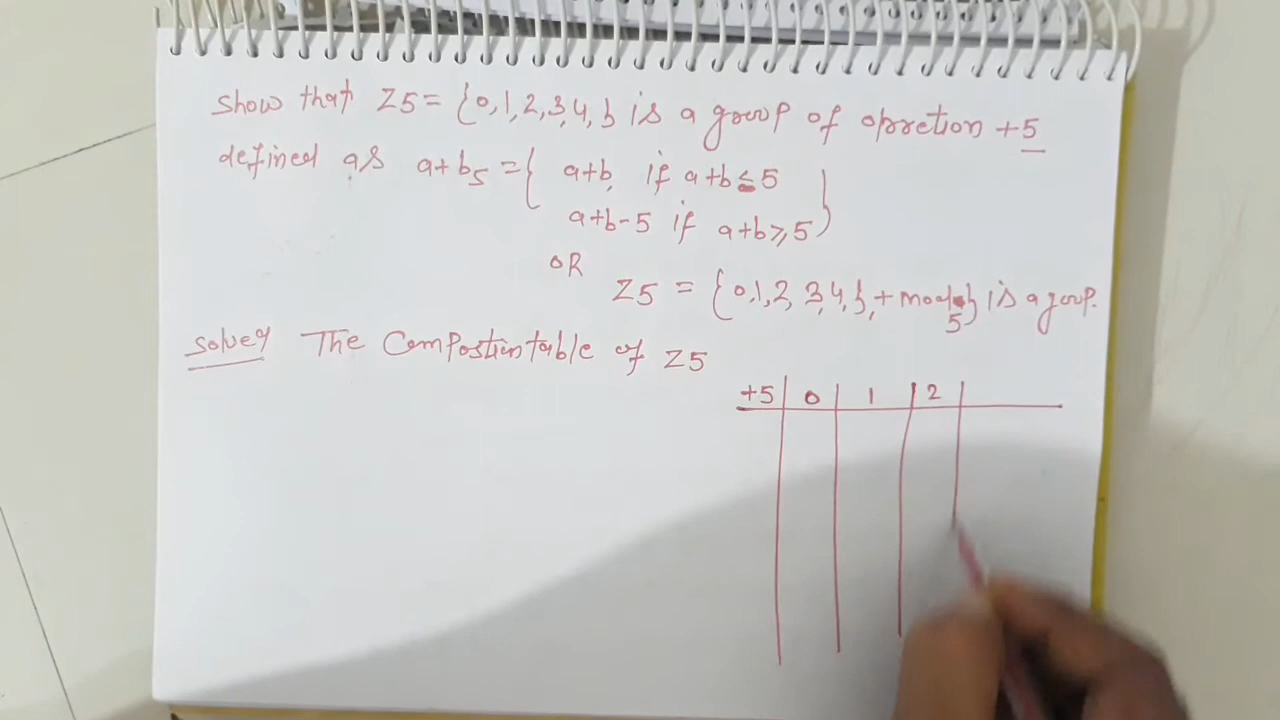 show that Z5 = {0,1,2,3,4,} is a group of opretion +5
defined as a+b5 = { a+b, if a+b ≤ 5
a+b-5 if a+b ≥ 5 }
OR
Z5 = {0,1,2,3,4,},+mod5} is a group.
solve The Compostiontable of Z5
+5 0 1 2